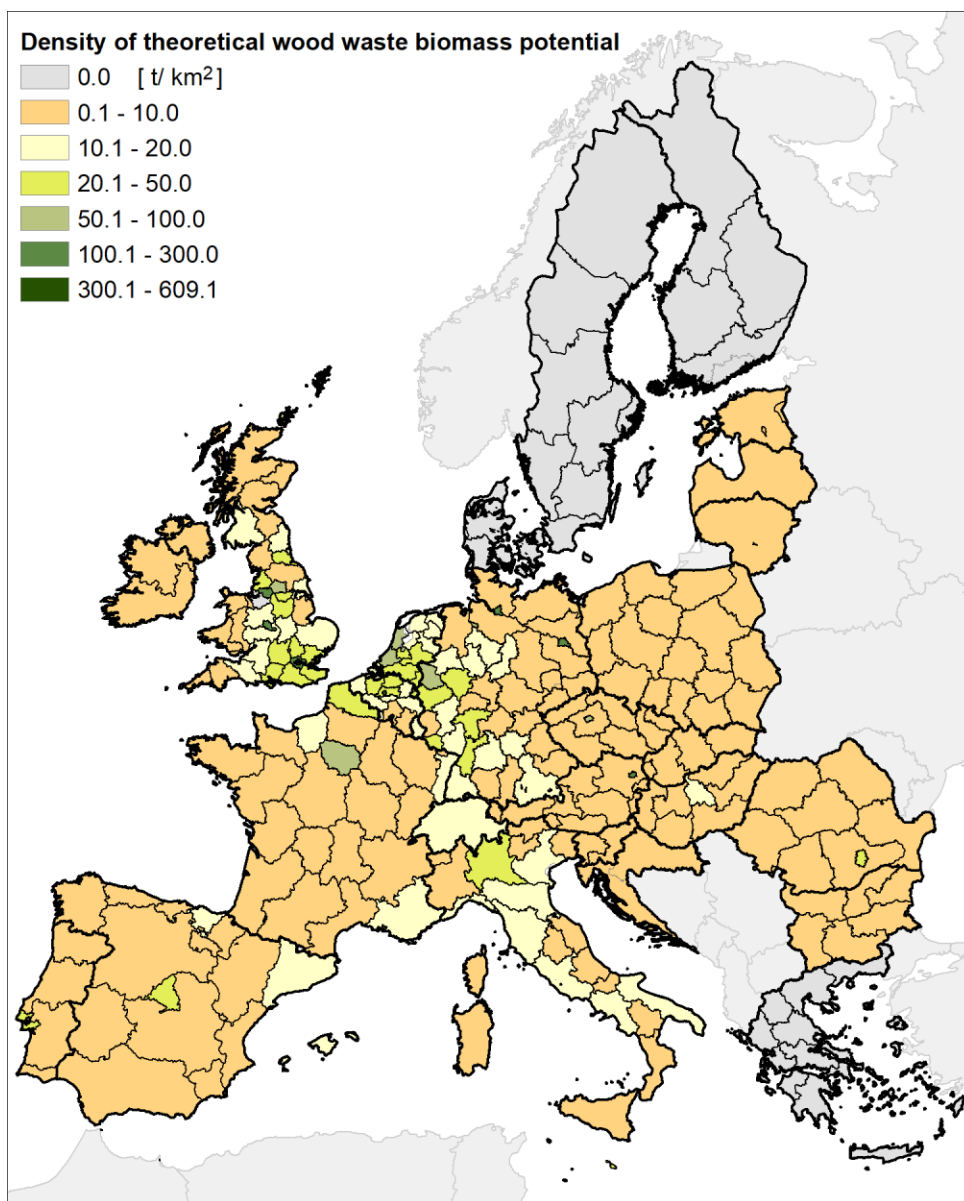 Density of theoretical wood waste biomass potential
0.0 [ t/ km²]
0.1 - 10.0
10.1 - 20.0
20.1 - 50.0
50.1 - 100.0
100.1 - 300.0
300.1 - 609.1